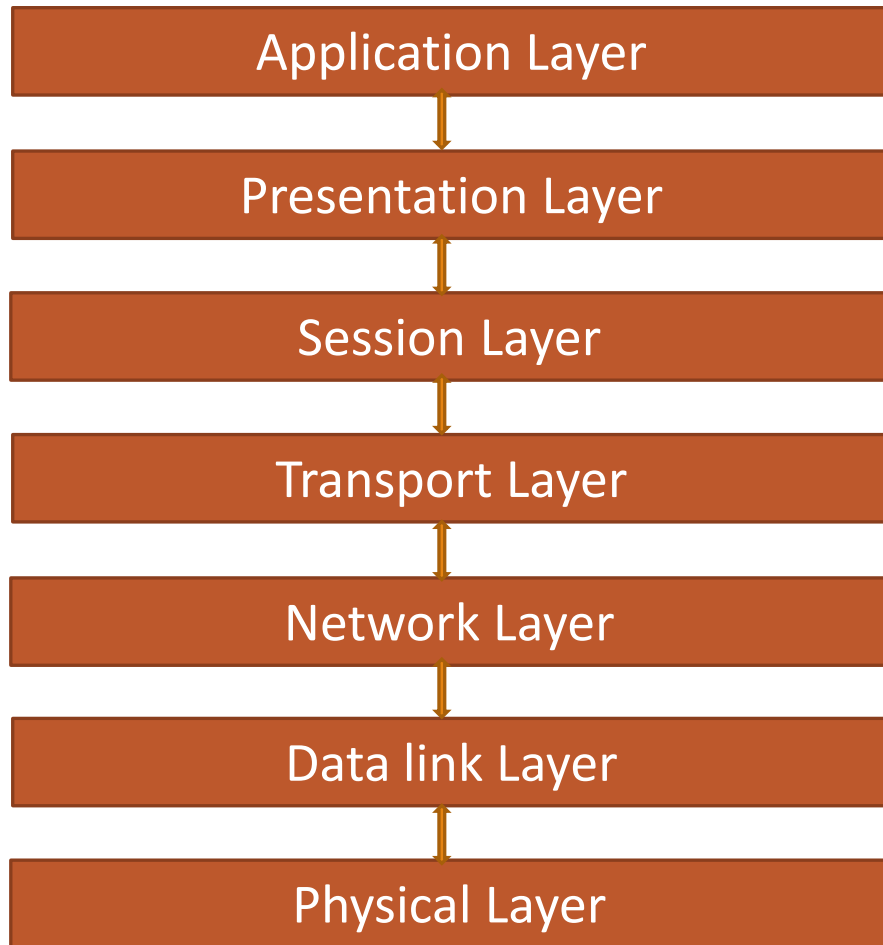 Application Layer
Presentation Layer
Session Layer
Transport Layer
Network Layer
Data link Layer
Physical Layer